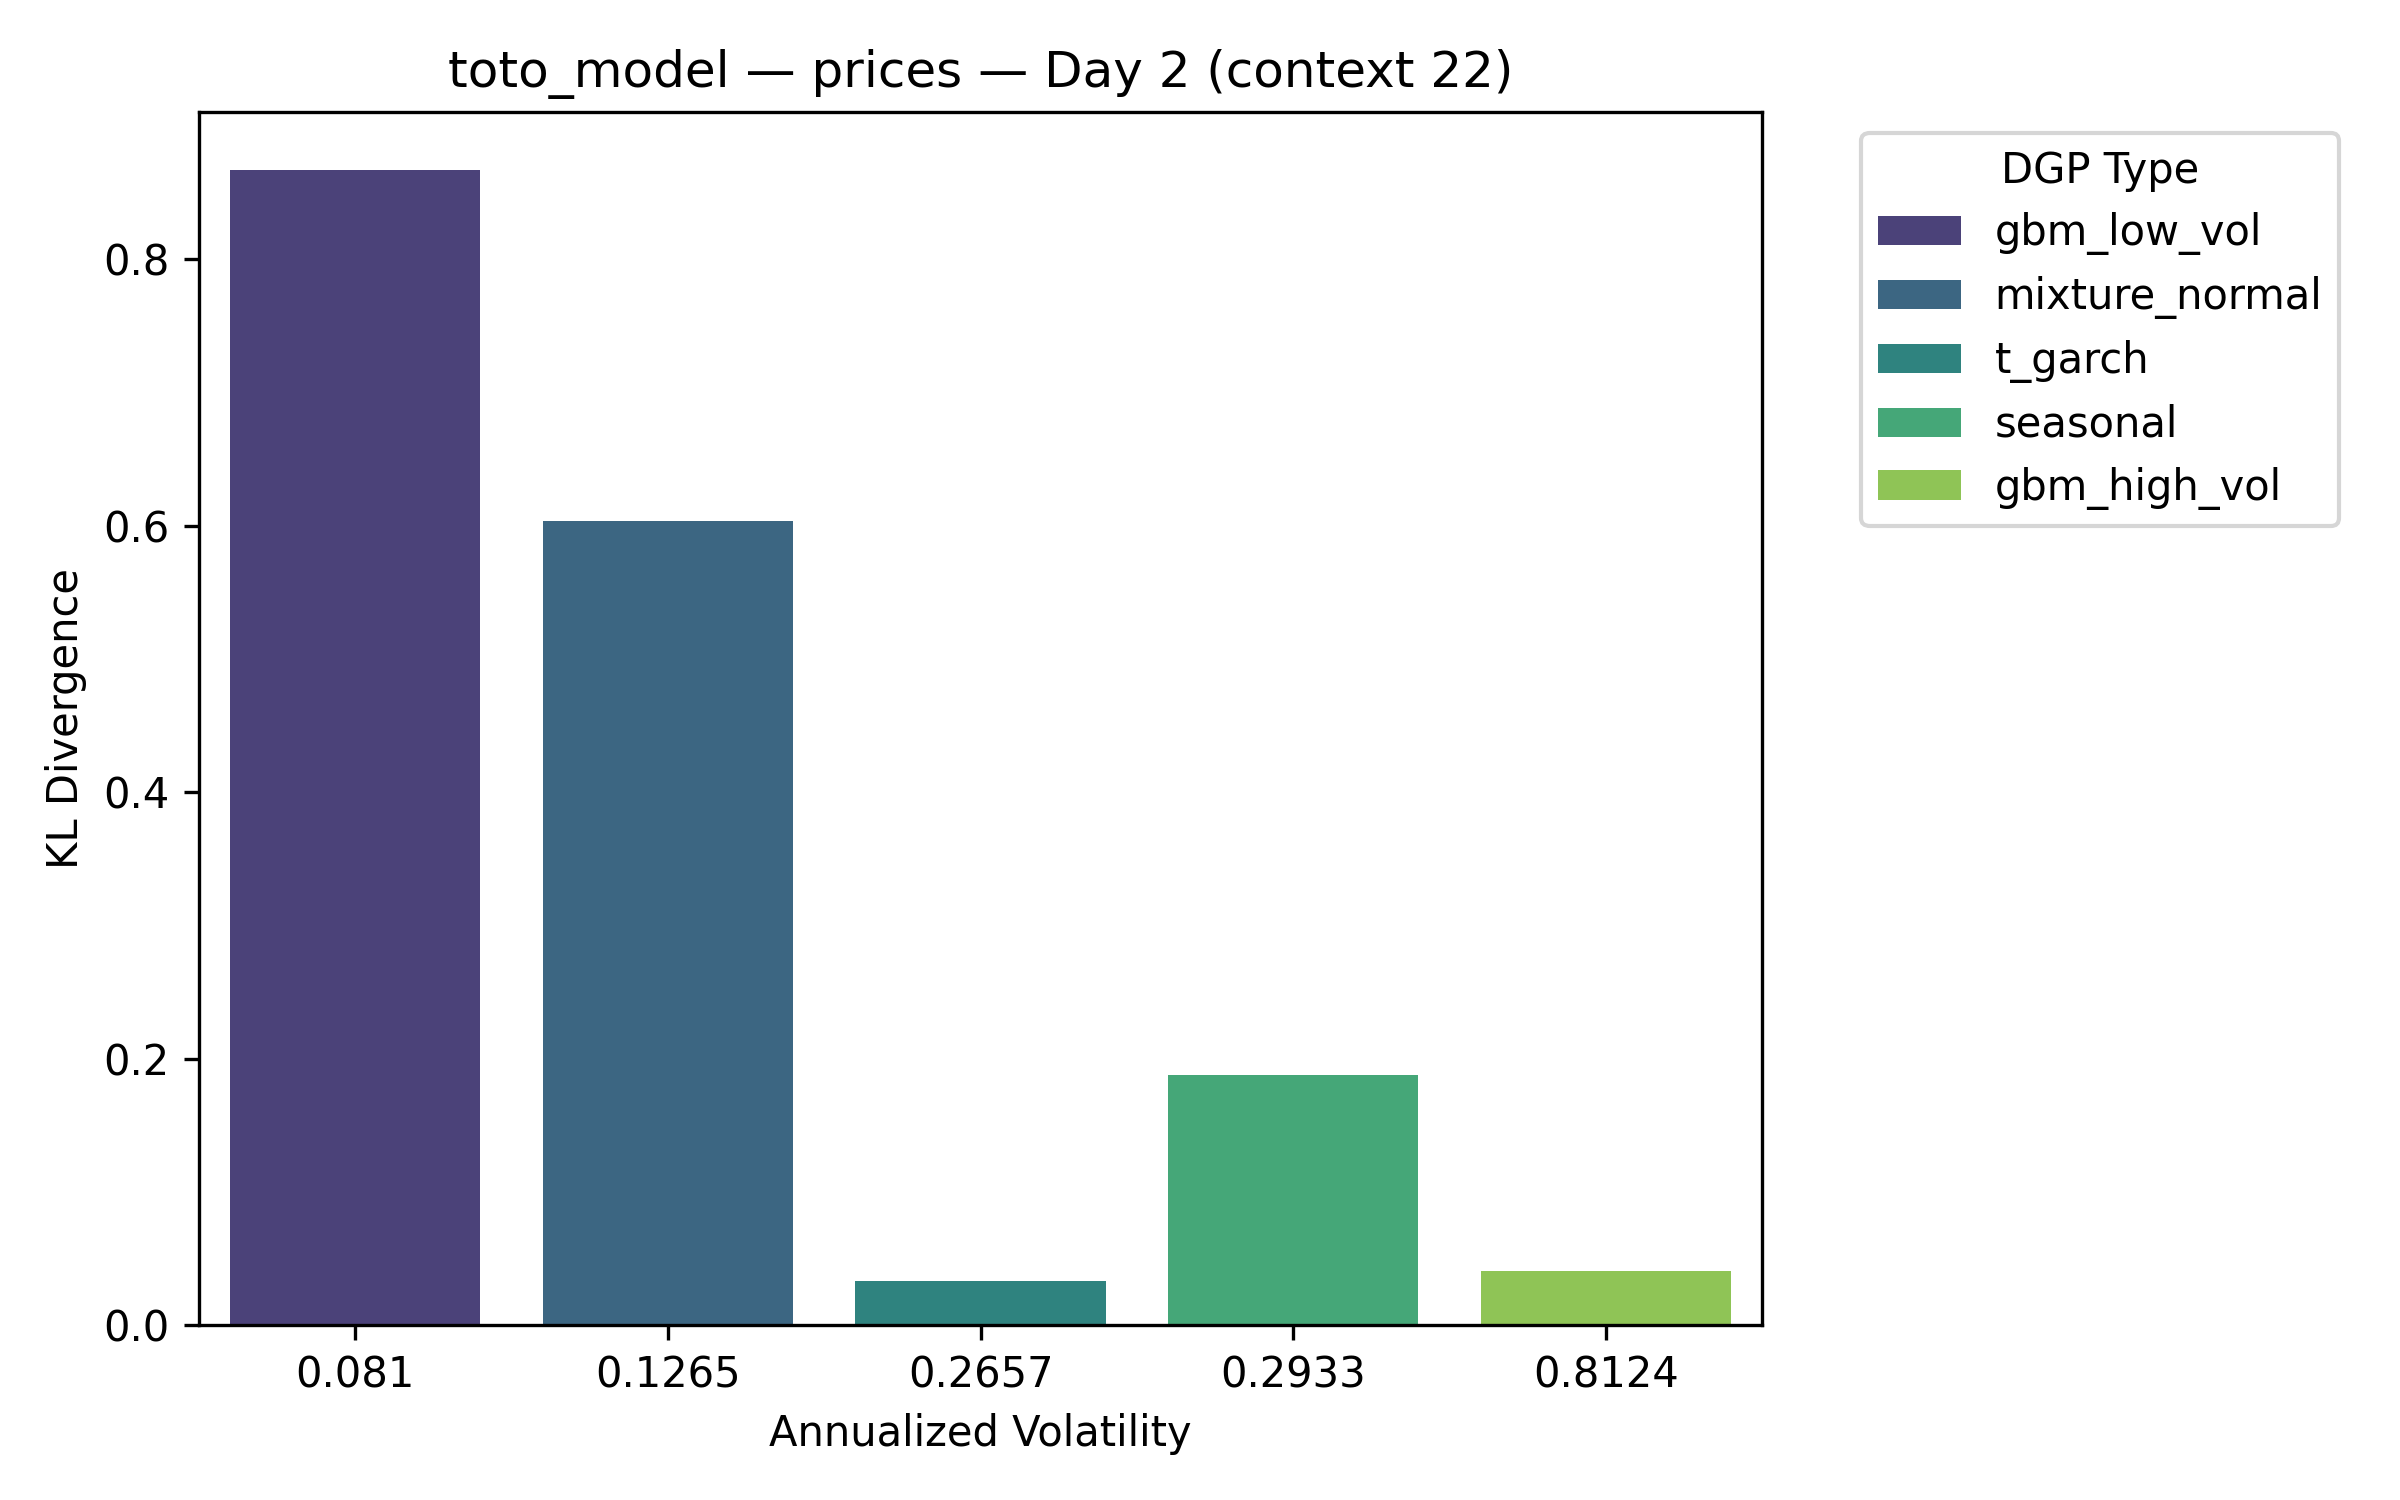 toto_model — prices — Day 2 (context 22)
KL Divergence
0.8
0.6
0.4
0.2
0.0
0.081
0.1265
0.2657
0.2933
0.8124
Annualized Volatility
DGP Type
gbm_low_vol
mixture_normal
t_garch
seasonal
gbm_high_vol